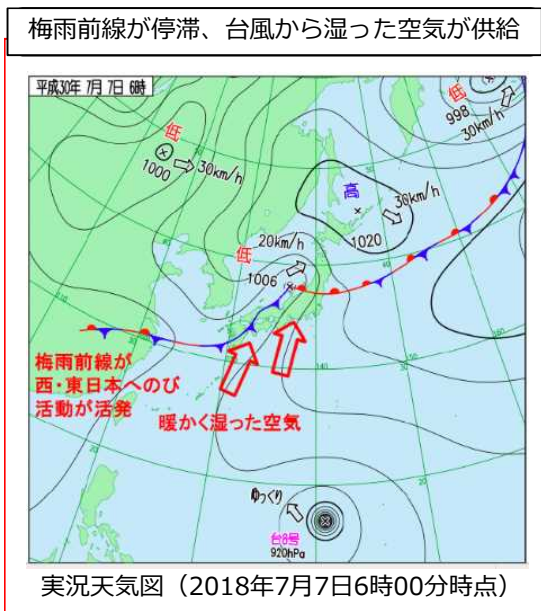 梅雨前線が停滞、台風から湿った空気が供給
平成30年 7月 7日 6時
低
998
30km/h
低
1000
30km/h
高
30km/h
1020
20km/h
低
1006
40
30
140
20
20
梅雨前線が
西・東日本へのび
活動が活発
暖かく湿った空気
ゆっくり
台8号
920hPa
実況天気図（2018年7月7日6時00分時点）